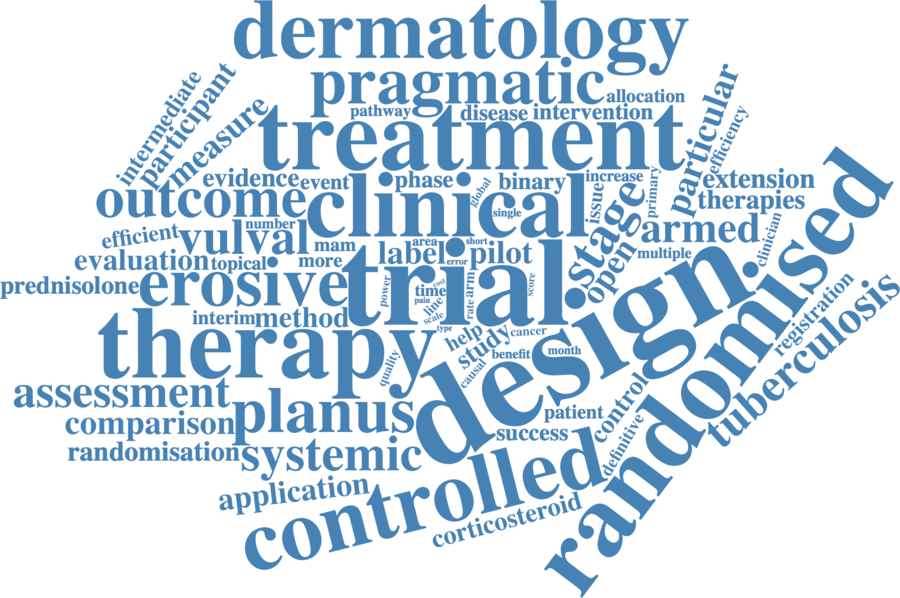 dermatology
pragmatic
allocation
intermediate
participant
measure
pathway
disease
intervention
particular
efficiency
treatment
evidence
event
phase
global
binary
increase
primary
extension
therapies
outcome
clinical
single
issue
stage
armed
clinician
efficient
vulval
number
mam
label
area
short
pilot
open
multiple
randomised
evaluation
topical
more
error
prednisolone
erosive
trial
power
cost
time
pain
line
scale
rate
arm
score
design
registration
tuberculosis
interim
method
type
help
study
cancer
therapy
quality
causal
benefit
month
assessment
planus
patient
control
comparison
success
definitive
randomisation
systemic
application
controlled
corticosteroid